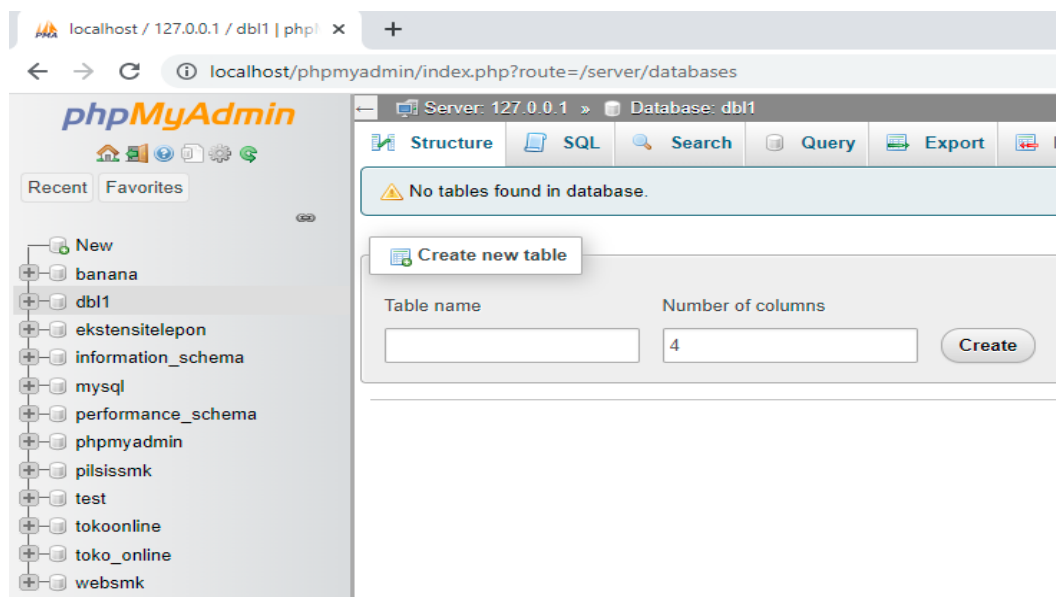 localhost / 127.0.0.1 / dbl1 | phpM
localhost/phpmyadmin/index.php?route=/server/databases
phpMyAdmin
Recent Favorites
New
banana
dbl1
ekstensitelepon
information_schema
mysql
performance_schema
phpmyadmin
pilsissmk
test
tokoonline
toko_online
websmk
Server: 127.0.0.1 » Database: dbl1
Structure SQL Search Query Export
No tables found in database.
Create new table
Table name Number of columns
4 Create